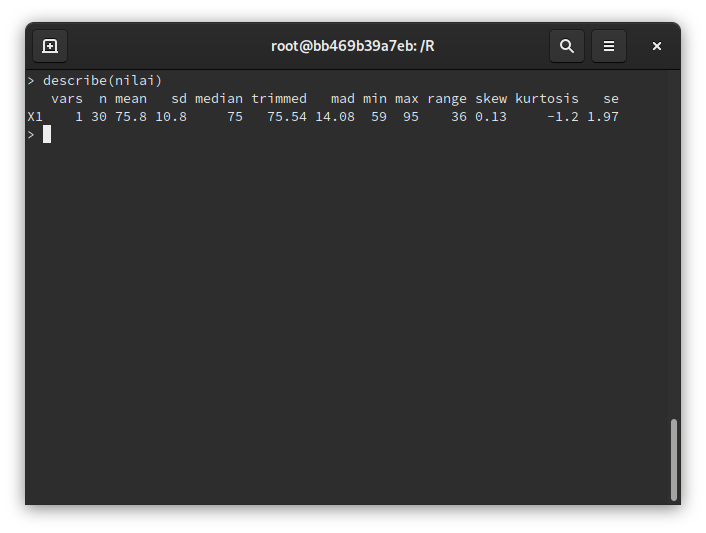 root@bb469b39a7eb: /R
> describe(nilai)
   vars  n mean   sd median trimmed   mad min max range skew kurtosis   se
X1    1 30 75.8 10.8     75   75.54 14.08  59  95    36 0.13     -1.2 1.97
>